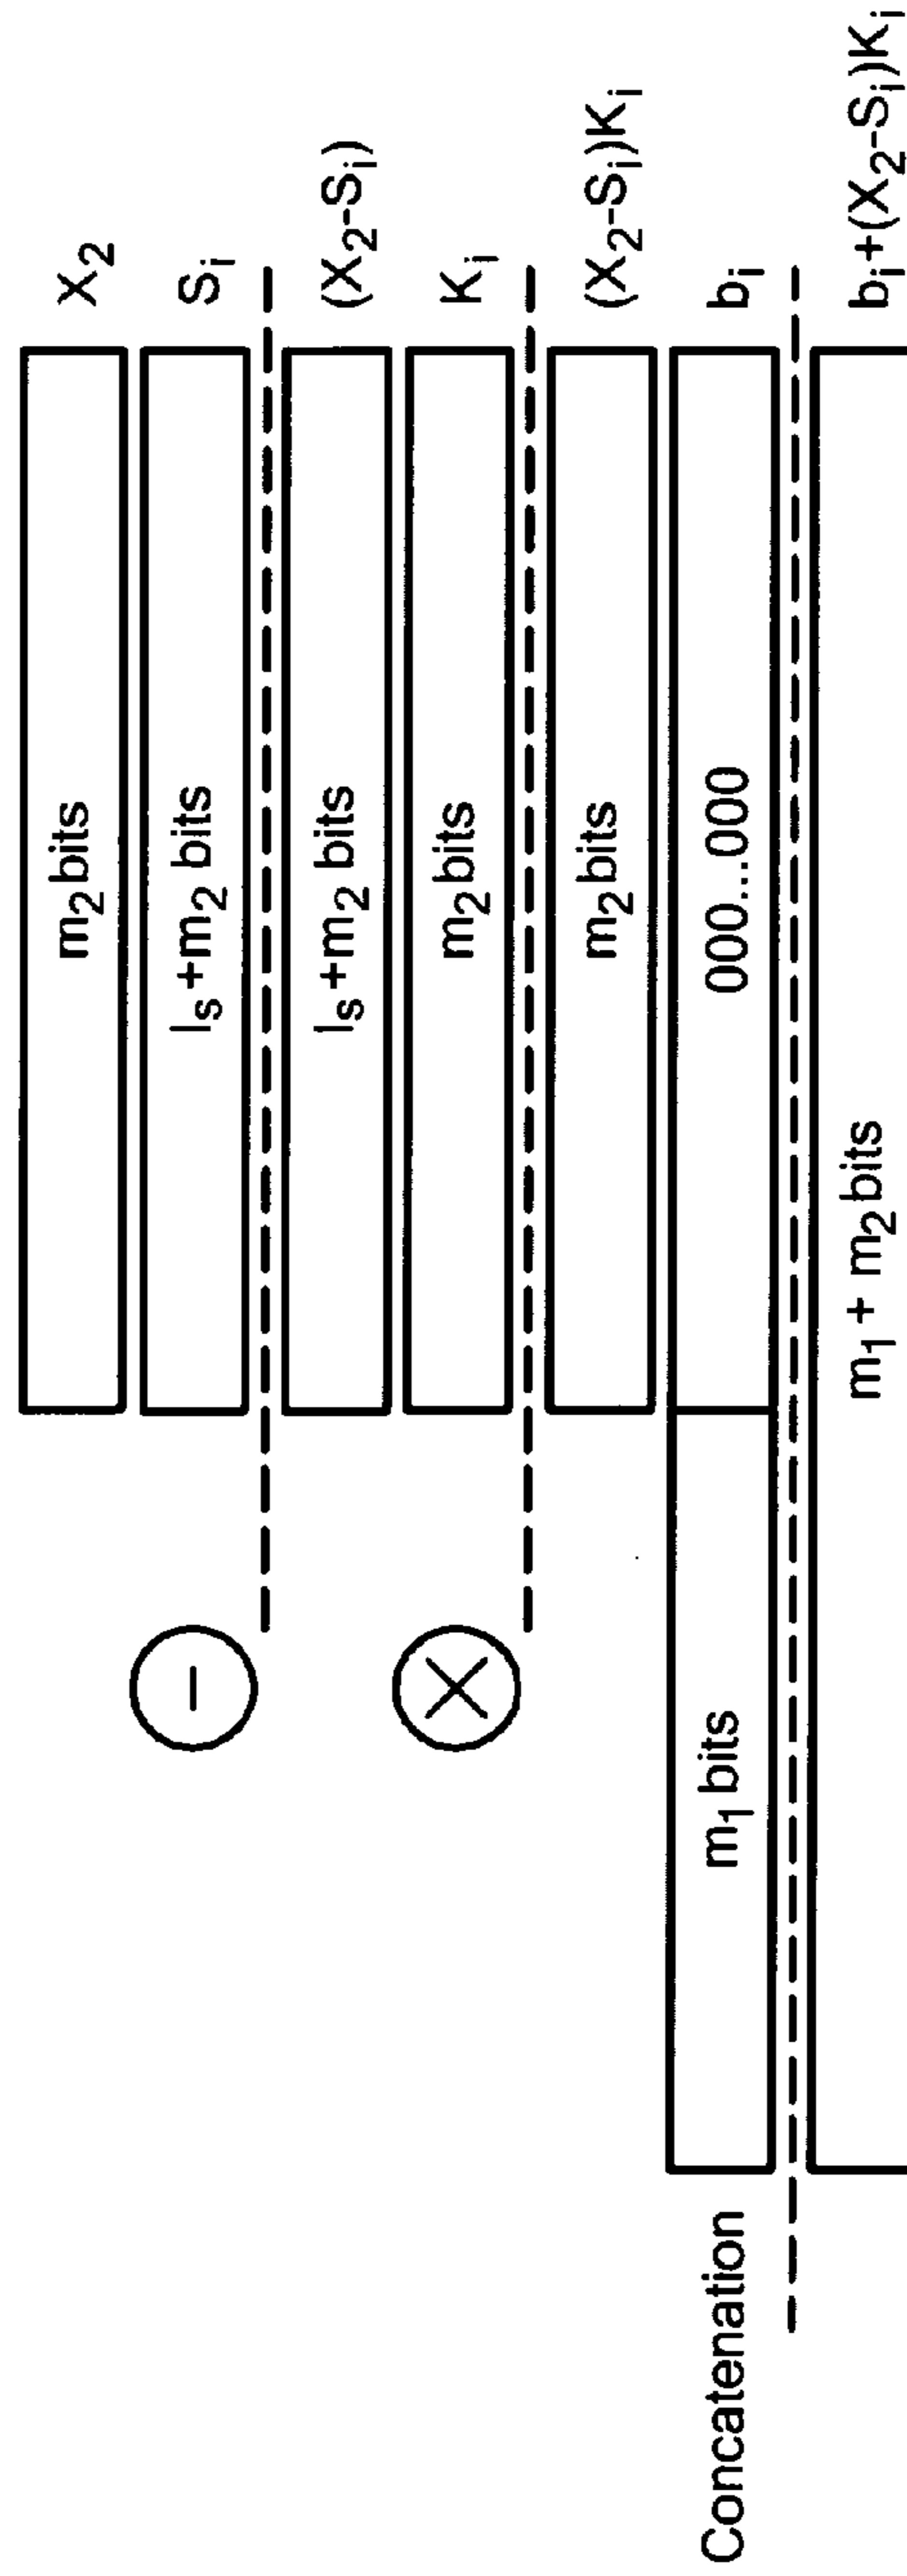 m₂ bits X₂
lₛ+m₂ bits Sᵢ
−
lₛ+m₂ bits (X₂-Sᵢ)
m₂ bits Kᵢ
×
m₂ bits (X₂-Sᵢ)Kᵢ
Concatenation m₁ bits 000...000 bᵢ
m₁ + m₂ bits bᵢ+(X₂-Sᵢ)Kᵢ